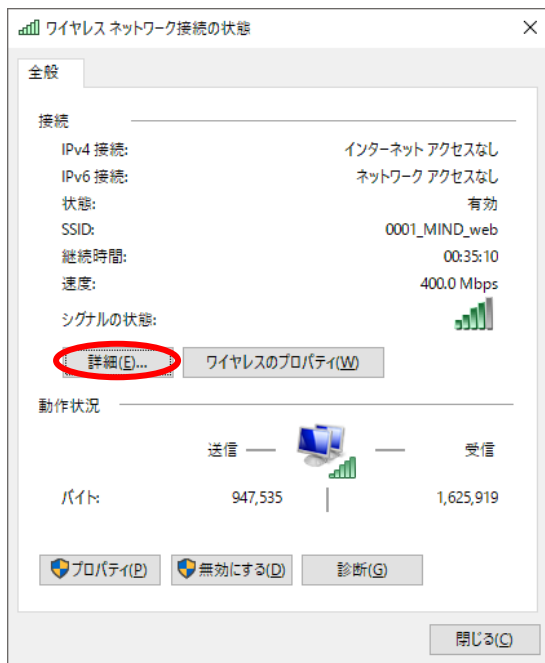 ワイヤレス ネットワーク接続の状態
全般
接続
IPv4 接続: インターネット アクセスなし
IPv6 接続: ネットワーク アクセスなし
状態: 有効
SSID: 0001_MIND_web
継続時間: 00:35:10
速度: 400.0 Mbps
シグナルの状態:
詳細(E)... ワイヤレスのプロパティ(W)
動作状況
送信 受信
バイト: 947,535 1,625,919
プロパティ(P) 無効にする(D) 診断(G)
閉じる(C)